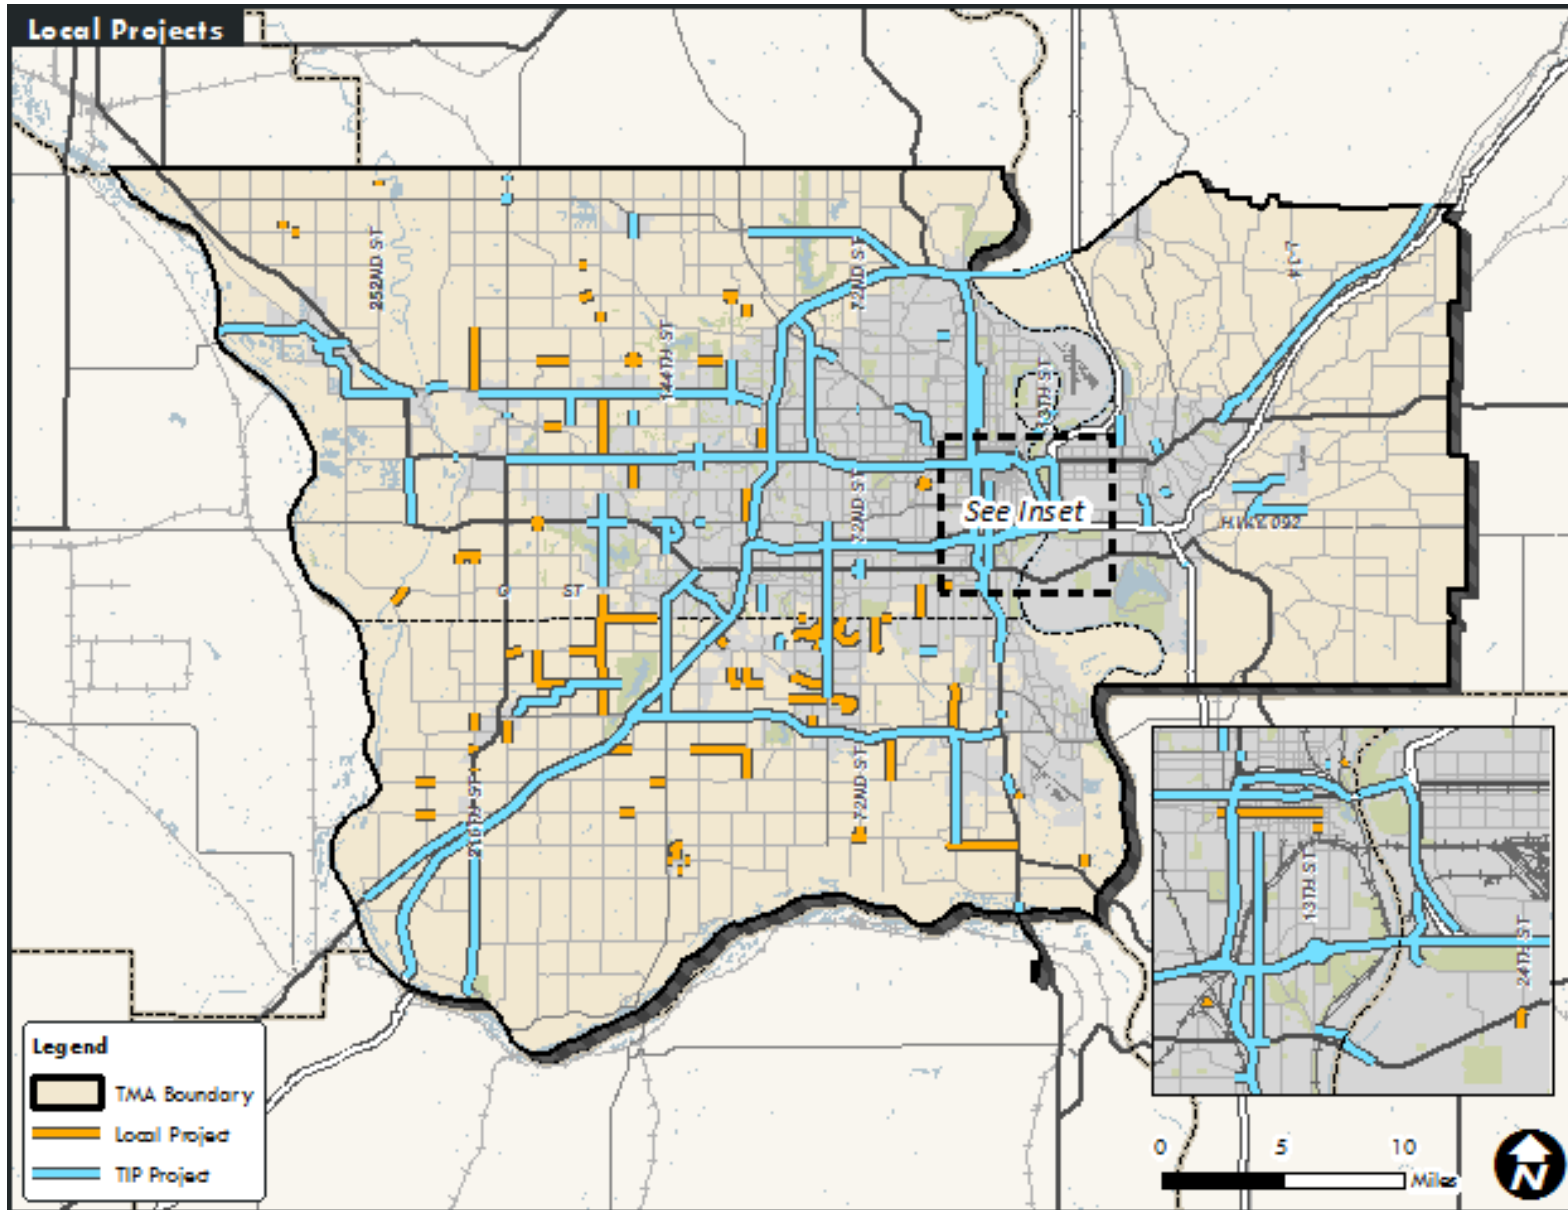 Local Projects
252ND ST
72ND ST
L-14
144TH ST
13TH ST
72ND ST
See Inset
HWY. 092
ST
72ND ST
13TH ST
24TH ST
Legend
TMA Boundary
Local Project
TIP Project
0 5 10
Miles
N